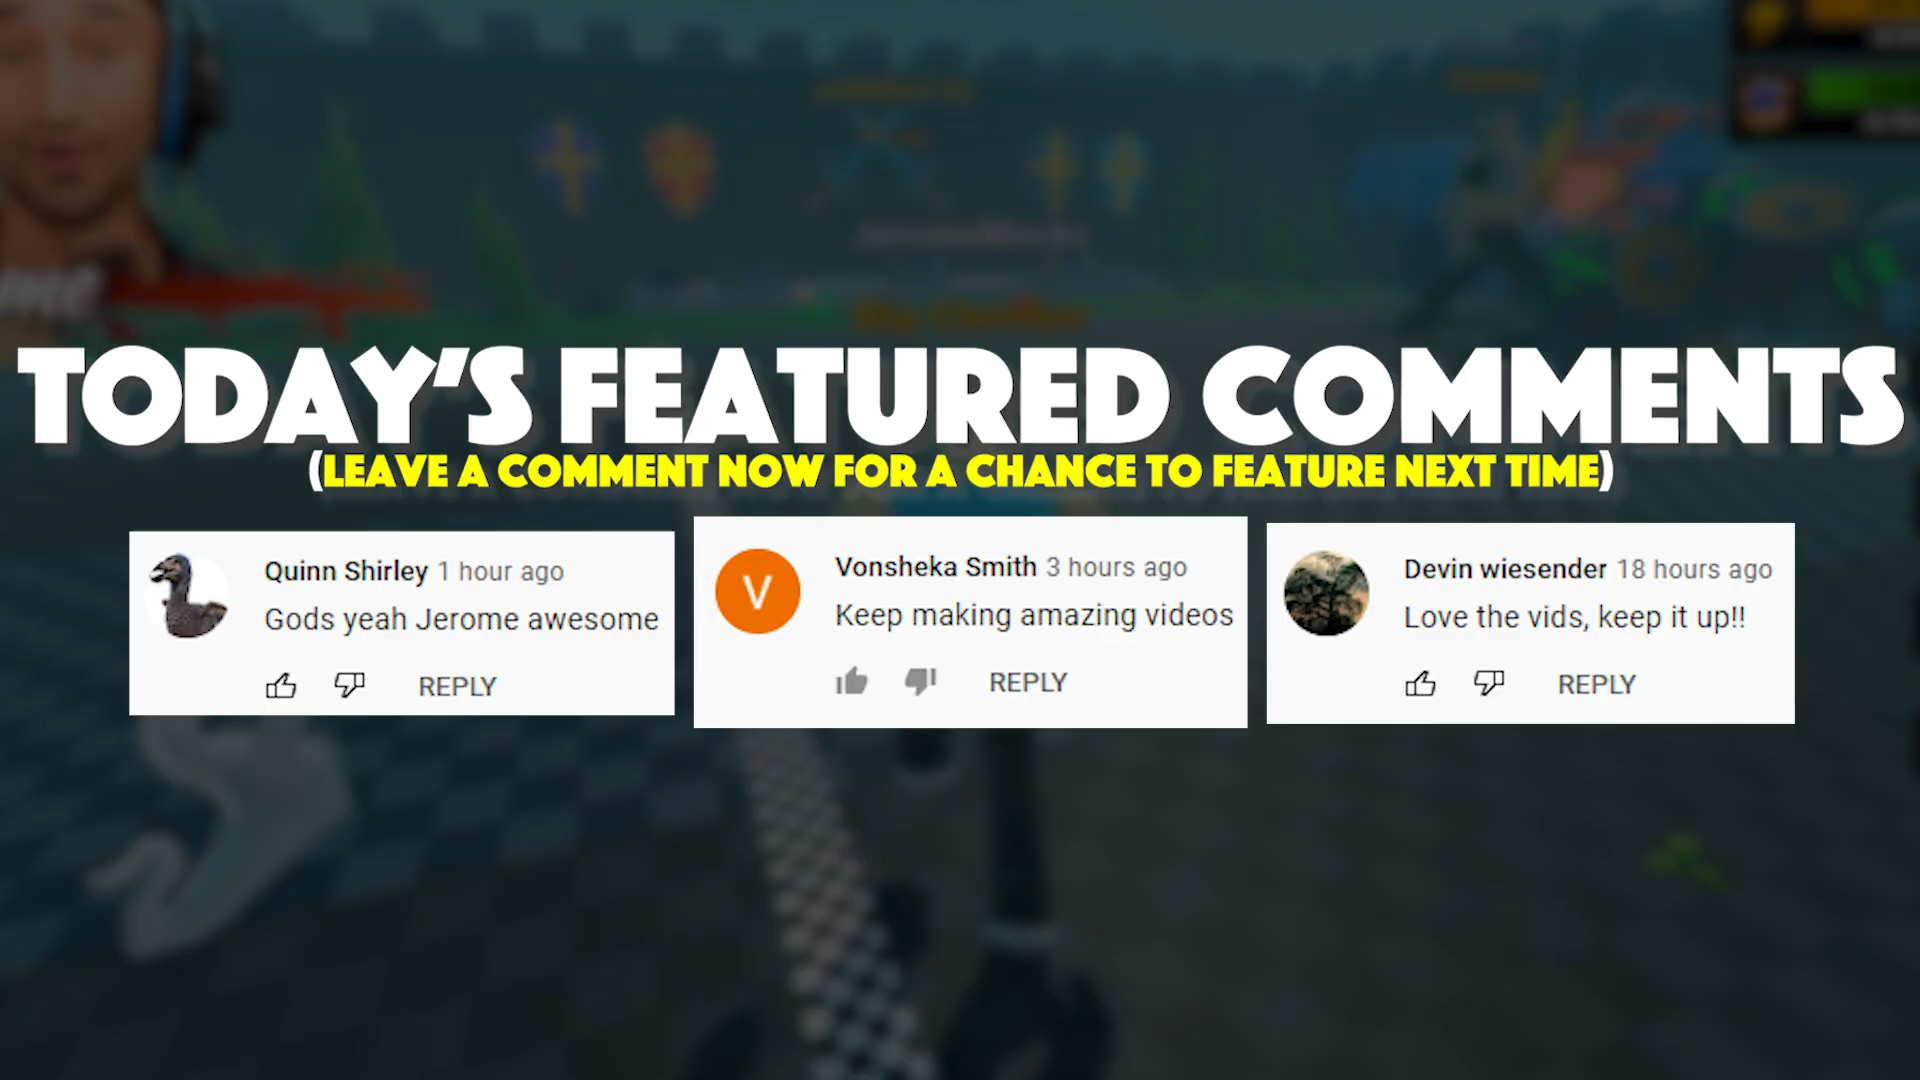 me
TODAY'S FEATURED COMMENTS
(LEAVE A COMMENT NOW FOR A CHANCE TO FEATURE NEXT TIME)
Quinn Shirley 1 hour ago
Gods yeah Jerome awesome
REPLY
V
Vonsheka Smith 3 hours ago
Keep making amazing videos
REPLY
Devin wiesender 18 hours ago
Love the vids, keep it up!!
REPLY